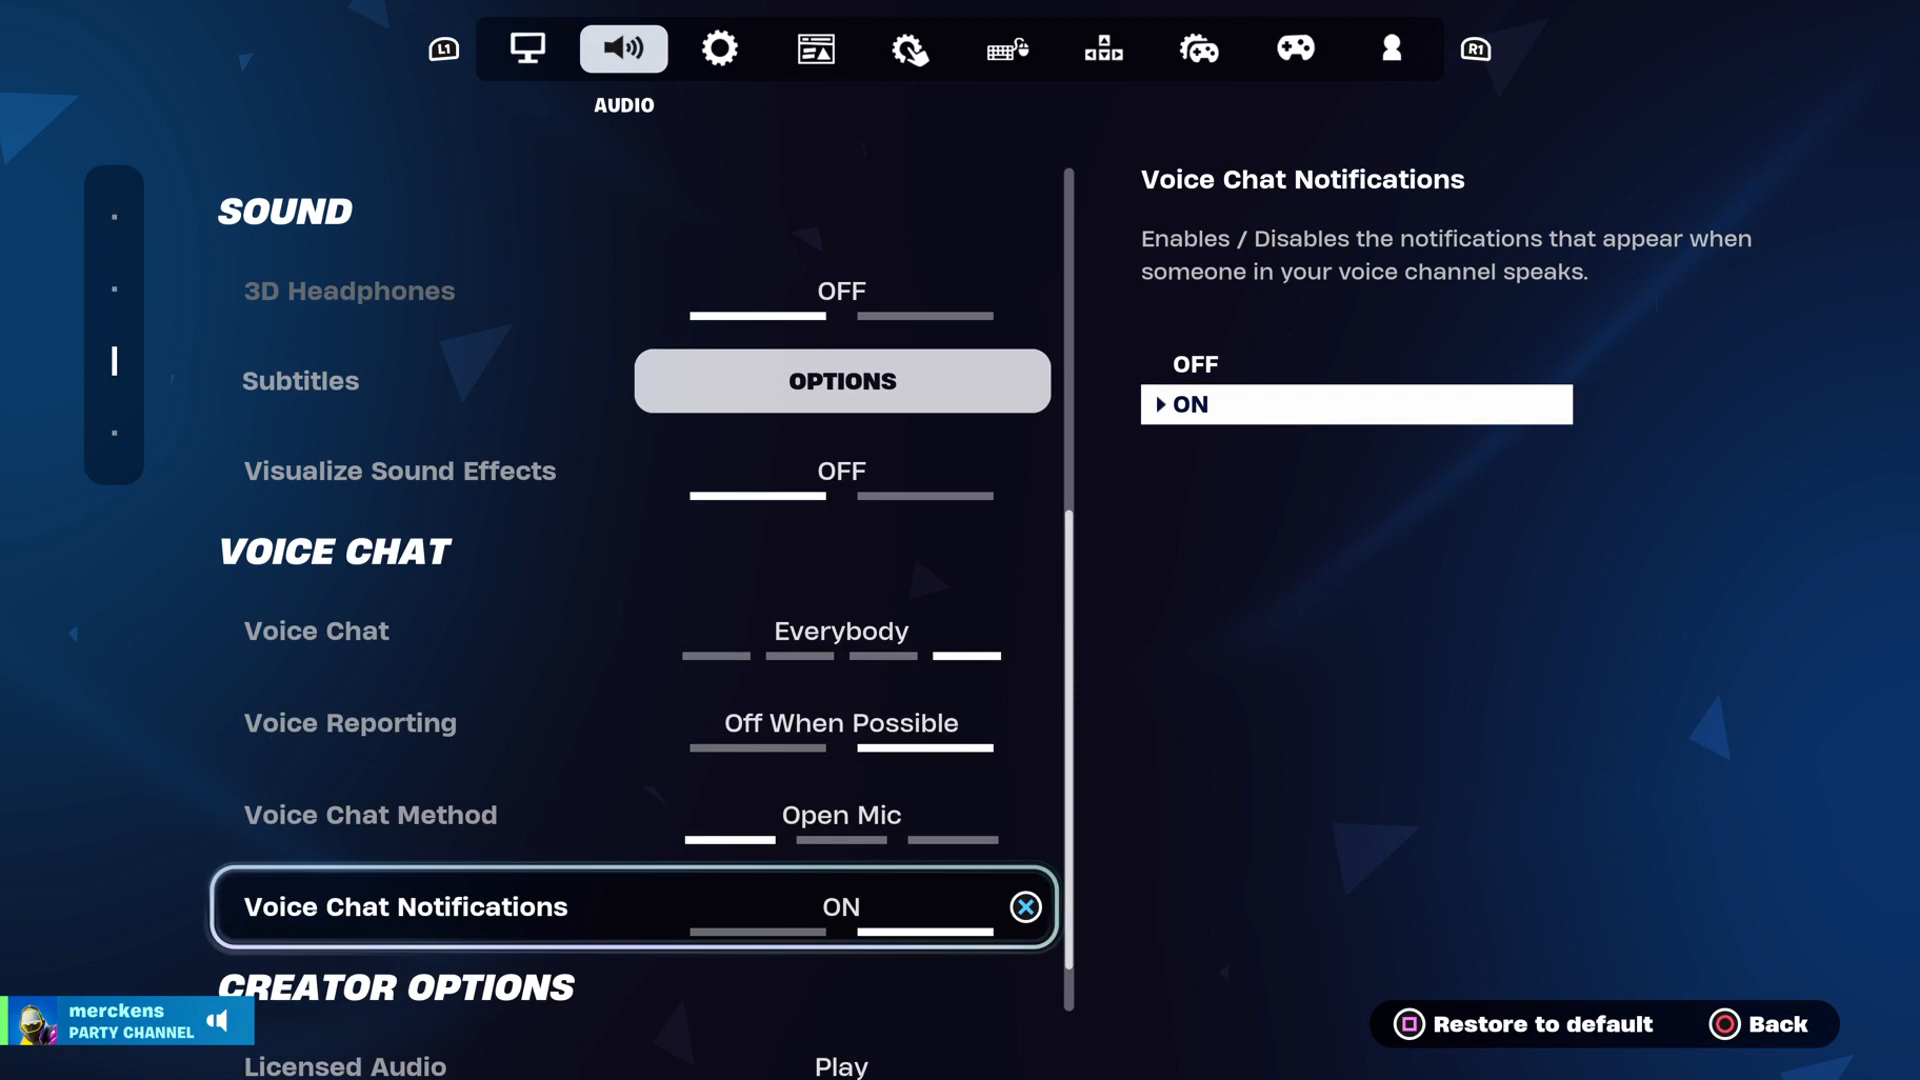 L1
R1
AUDIO
SOUND
3D Headphones
OFF
Subtitles
OPTIONS
Visualize Sound Effects
OFF
VOICE CHAT
Voice Chat
Everybody
Voice Reporting
Off When Possible
Voice Chat Method
Open Mic
Voice Chat Notifications
ON
CREATOR OPTIONS
Licensed Audio
Play
Voice Chat Notifications
Enables / Disables the notifications that appear when
someone in your voice channel speaks.
OFF
ON
merckens
PARTY CHANNEL
Restore to default
Back